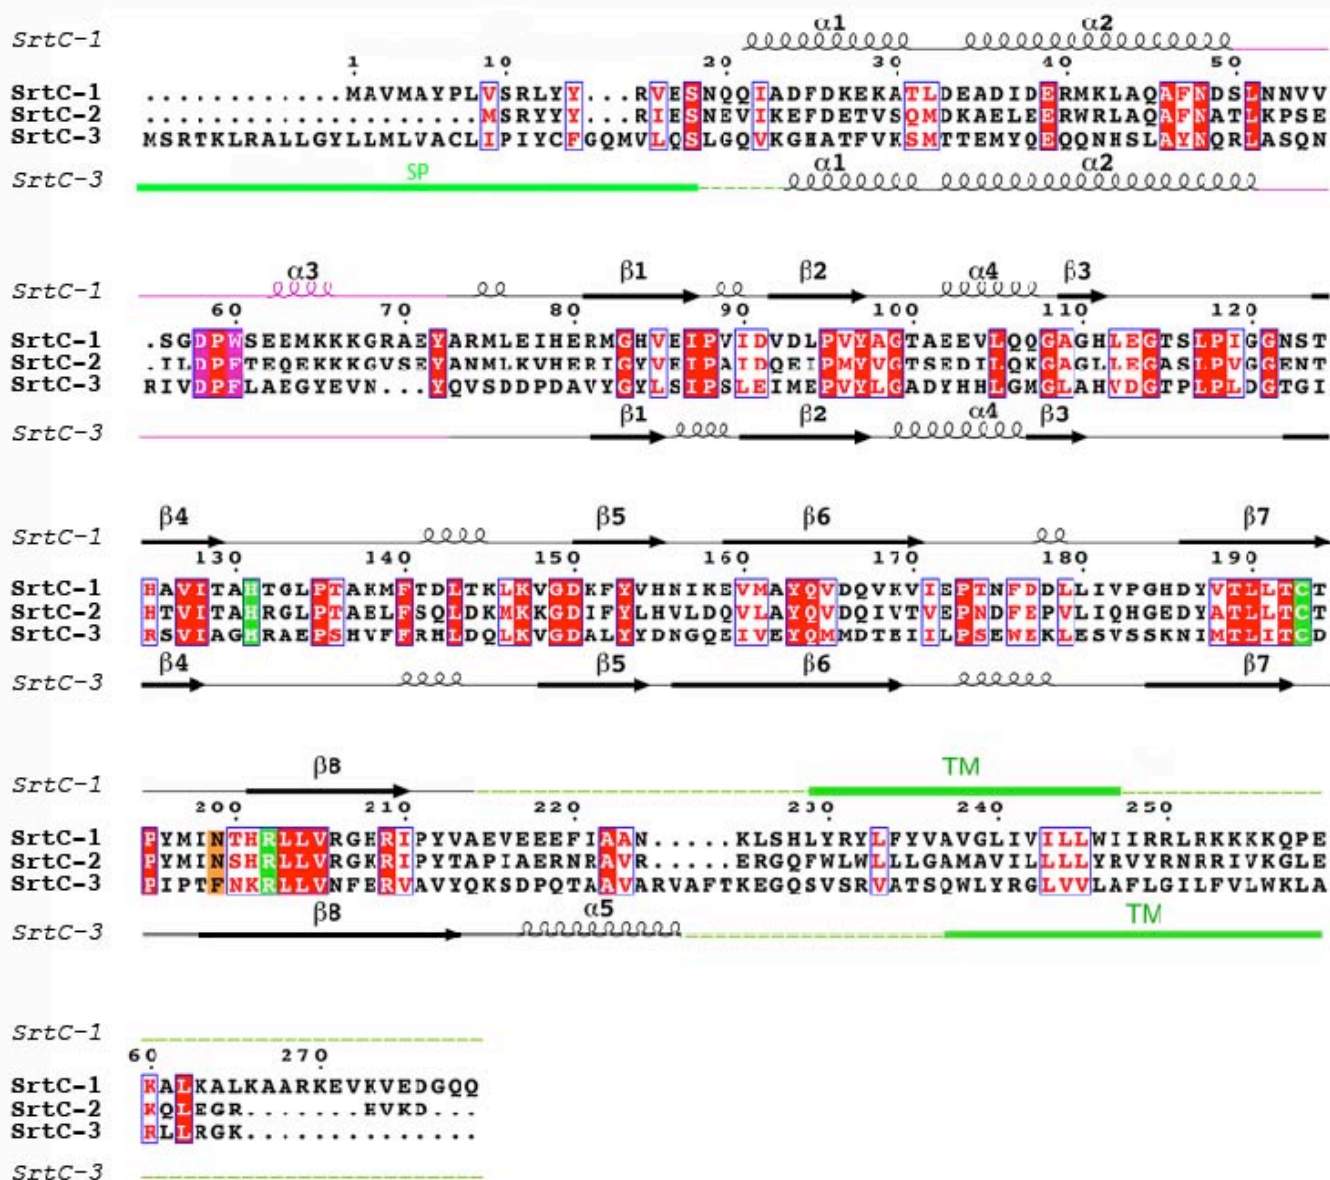 SrtC-1 α1 α2
1 10 20 30 40 50
SrtC-1 ............MAVMAYPLVSRLYYY...RVESNQQIADFDKEKATLDEADIDERMKLAQAFNDSLNNVV
SrtC-2 ....................MSRYYY...RIESNEVIKEFDETVSQMDKAELEERWRLAQAFNATLKPSE
SrtC-3 MSRTKLRALLGYLLMLVACLIPIYCFGQMVLQSLGQVKGHATFVKSMTTEMYQEQQNHSLAYNQRLASQN
SrtC-3 SP α1 α2
SrtC-1 α3 β1 β2 α4 β3
60 70 80 90 100 110 120
SrtC-1 .SGDPWSEEMKKKGRAEYARMLEIHERMGHVEIPVIDVDLPVYAGTAEEVLQQGAGHLEGTSLPIGGNST
SrtC-2 .ILDPFTEQEKKKGVSEYANMLKVHERIGYVEIPAIDQEIPMYVGTSEDILQKGAGLLEGASLPVGGENT
SrtC-3 RIVDPFLAEGYEVN...YQVSDDPDAVYGYLSIPSLEIMEPVYLGADYHHLGMGLAHVDGTPLPLDGTGI
SrtC-3 β1 β2 α4 β3
SrtC-1 β4 β5 β6 β7
130 140 150 160 170 180 190
SrtC-1 HAVITAHTGLPTAKMFTDLTKLKVGDKFYVHNIKEVMAYQVDQVKVIEPTNFDDLLIVPGHDYVTLLTCT
SrtC-2 HTVITAHRGLPTAELFSQLDKMKKGDIFYLHVLDQVLAYQVDQIVTVEPNDFEPVLIQHGEDYATLLTCT
SrtC-3 RSVIAGHRAEPSHVFFRHLDQLKVGDALYYDNGQEIVEYQMMDTEIILPSEWEKLESVSSKNIMTLITCD
SrtC-3 β4 β5 β6 β7
SrtC-1 β8 TM
200 210 220 230 240 250
SrtC-1 PYMINTHRLLVRGHRIPYVAEVEEEFIAAN.....KLSHLYRYLFYVAVGLIVILLWIIRRLRKKKKQPE
SrtC-2 PYMINSHRLLVRGKRIPYTAPIAERNRAVR.....ERGQFWLWLLLGAMAVILLLLYRVYRNRRIVKGLE
SrtC-3 PIPTFNKRLLVNFERVAVYQKSDPQTAAVARVAFTKEGQSVSRVATSQWLYRGLVVLAFLGILFVLWKLA
SrtC-3 β8 α5 TM
SrtC-1
60 270
SrtC-1 KALKALKAARKEVKVEDGQQ
SrtC-2 KQLEGR.......HVKD...
SrtC-3 RLLRGK..............
SrtC-3